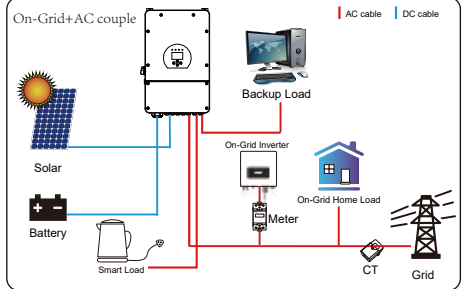 On-Grid+AC couple
AC cable
DC cable
Backup Load
On-Grid Inverter
Solar
On-Grid Home Load
Meter
Battery
Smart Load
CT
Grid